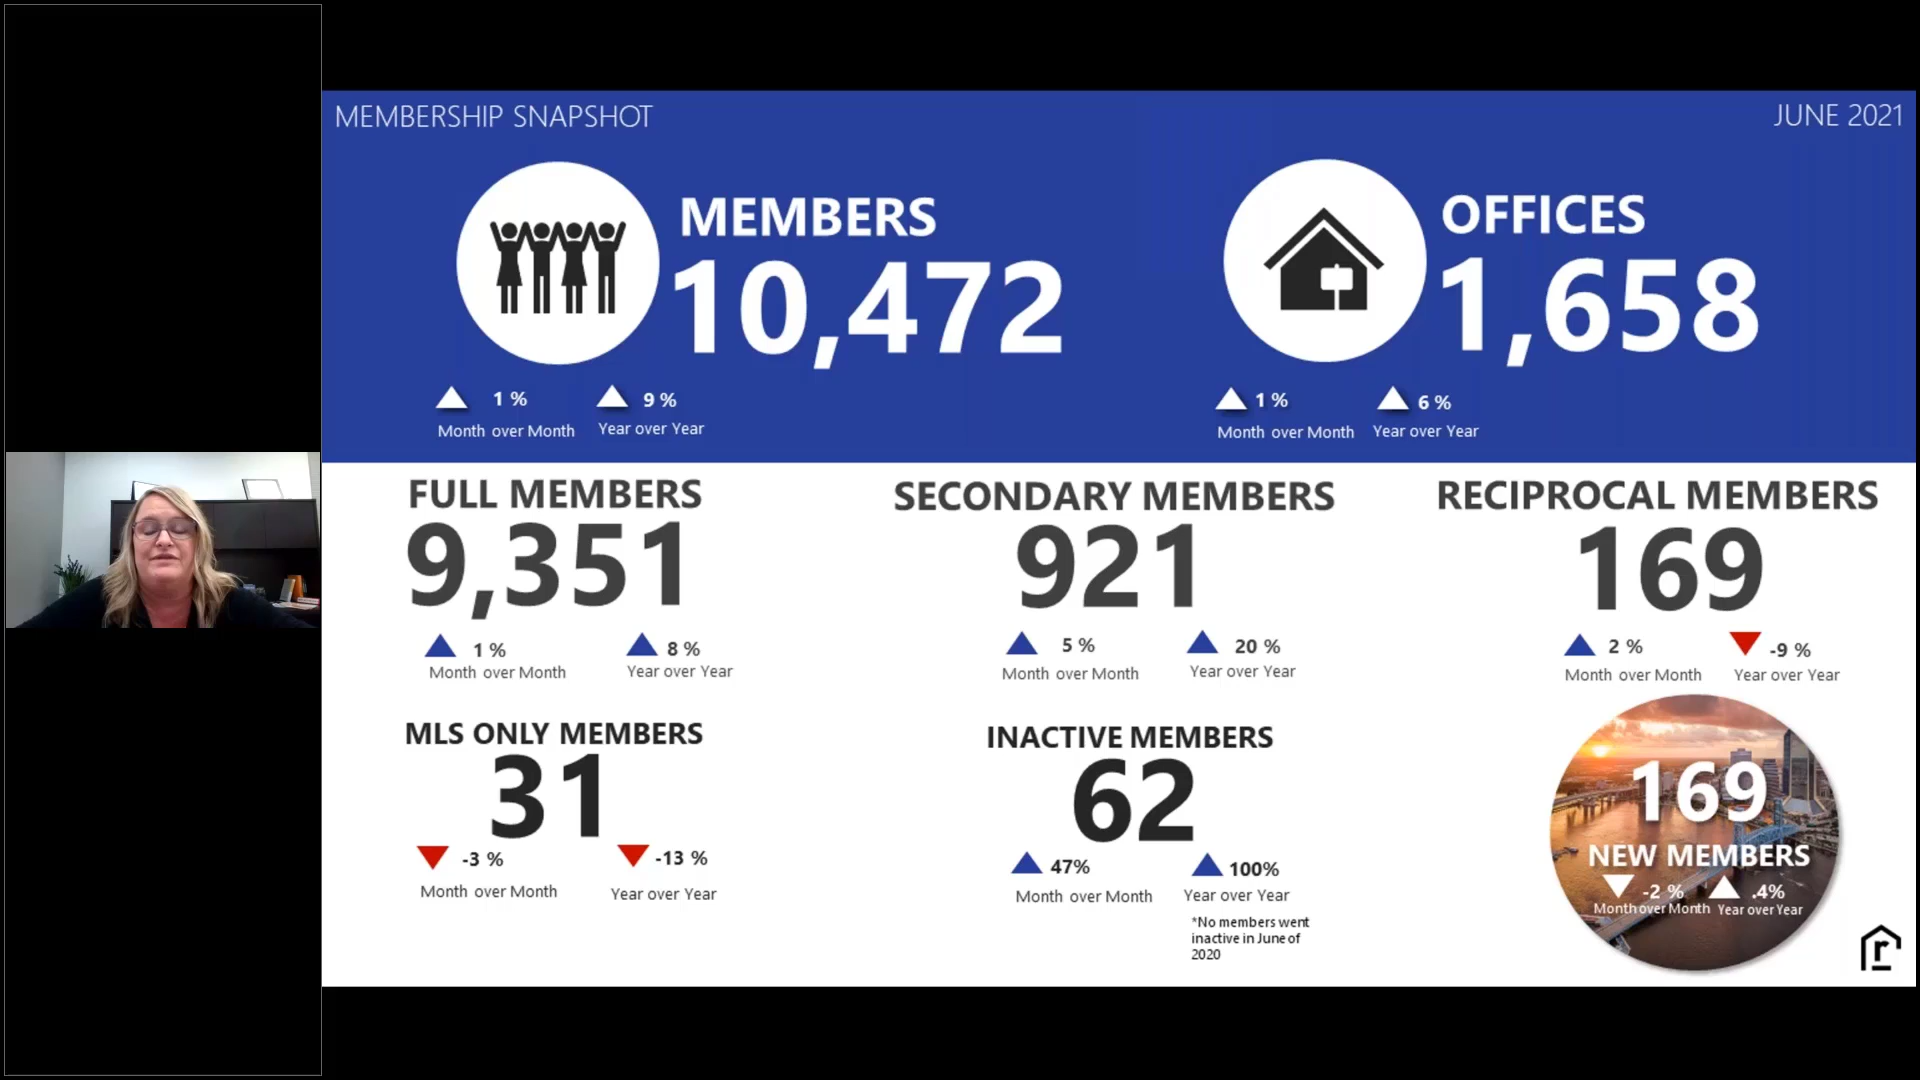 MEMBERSHIP SNAPSHOT
JUNE 2021
MEMBERS
10,472
1 %
Month over Month
9 %
Year over Year
OFFICES
1,658
1 %
Month over Month
6 %
Year over Year
FULL MEMBERS
9,351
1 %
Month over Month
8 %
Year over Year
SECONDARY MEMBERS
921
5 %
Month over Month
20 %
Year over Year
RECIPROCAL MEMBERS
169
2 %
Month over Month
-9 %
Year over Year
MLS ONLY MEMBERS
31
-3 %
Month over Month
-13 %
Year over Year
INACTIVE MEMBERS
62
47%
Month over Month
100%
Year over Year
*No members went
inactive in June of
2020
169
NEW MEMBERS
-2 %
Month over Month
.4%
Year over Year
r